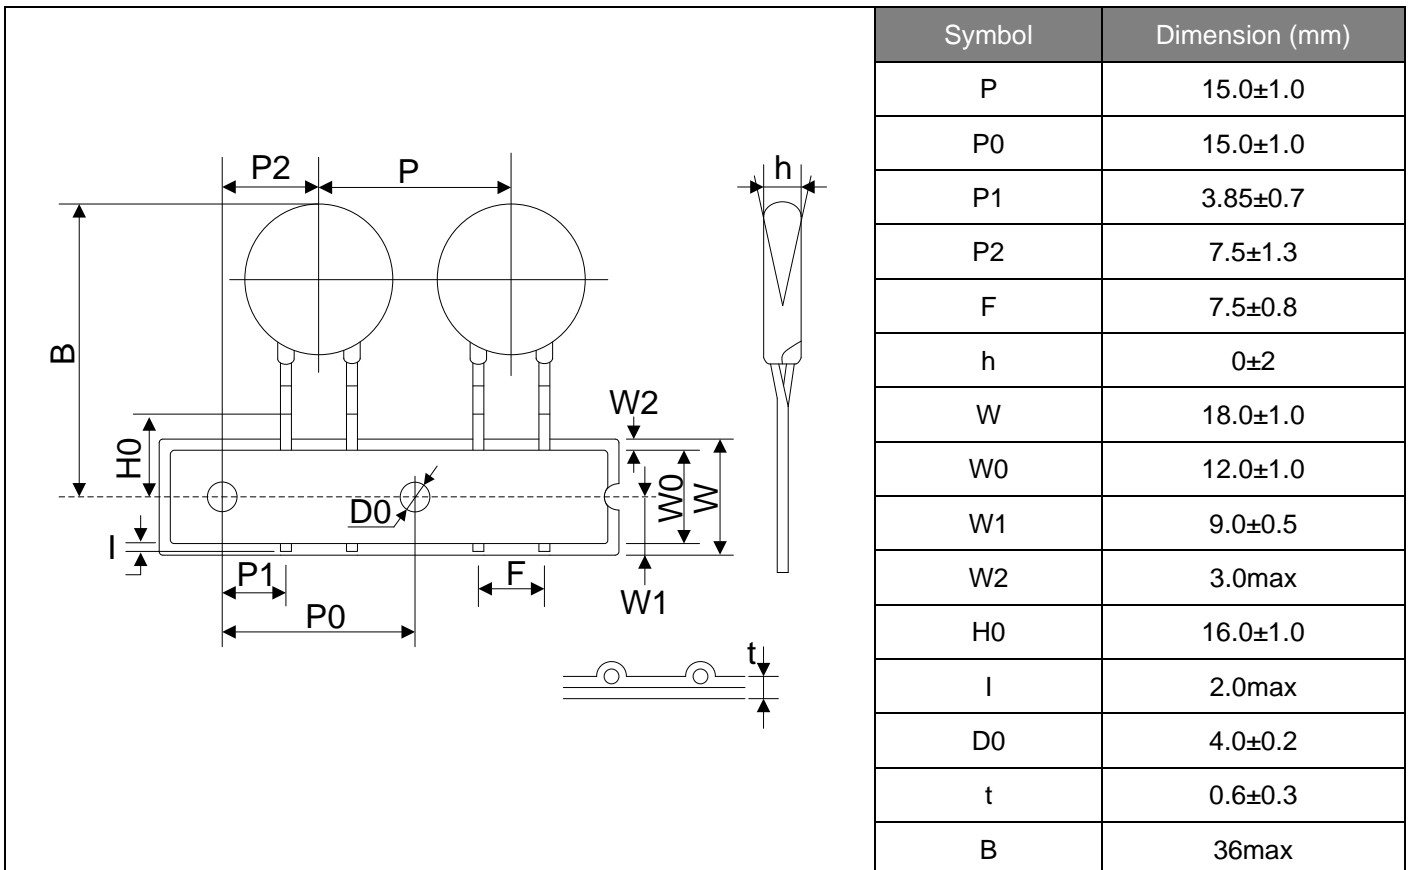 P2
P
h
B
H0
W2
W0
W
D0
I
P1
F
W1
P0
t
Symbol Dimension (mm)
P 15.0±1.0
P0 15.0±1.0
P1 3.85±0.7
P2 7.5±1.3
F 7.5±0.8
h 0±2
W 18.0±1.0
W0 12.0±1.0
W1 9.0±0.5
W2 3.0max
H0 16.0±1.0
I 2.0max
D0 4.0±0.2
t 0.6±0.3
B 36max